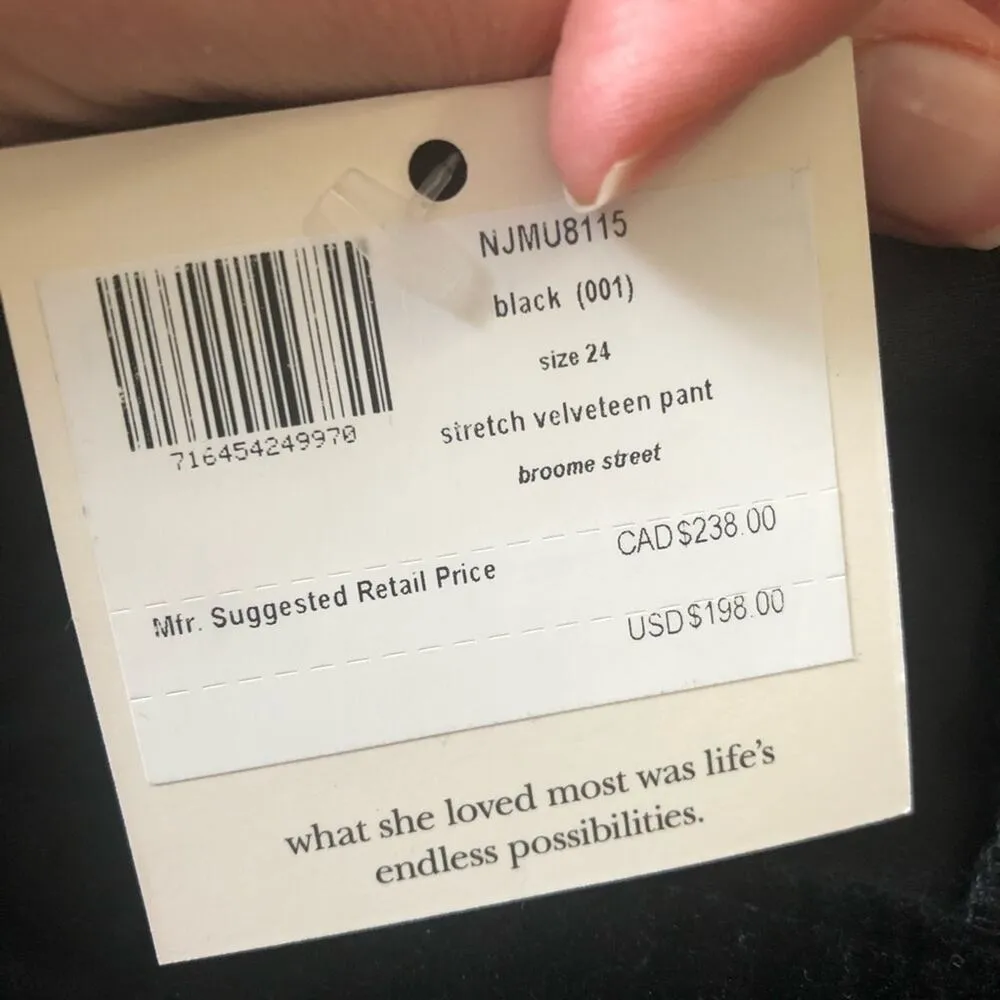 NJMU8115
black (001)
size 24
stretch velveteen pant
broome street
716454249970
CAD $238.00
Mfr. Suggested Retail Price
USD $198.00
what she loved most was life's
endless possibilities.